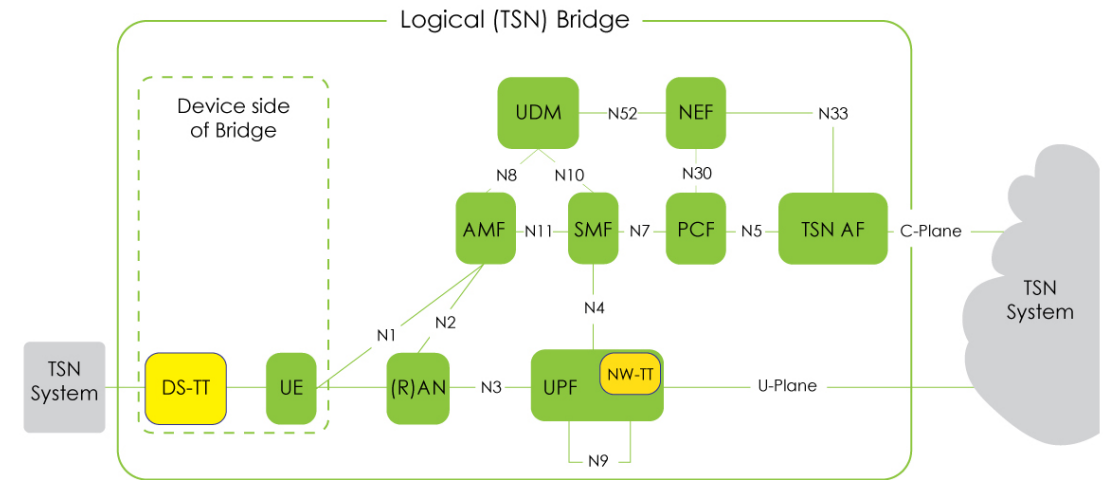 Logical (TSN) Bridge
Device side
of Bridge
UDM
N52
NEF
N33
N8
N10
N30
AMF
N11
SMF
N7
PCF
N5
TSN AF
C-Plane
TSN
System
N4
N1
N2
TSN
System
DS-TT
UE
(R)AN
N3
UPF
NW-TT
U-Plane
N9